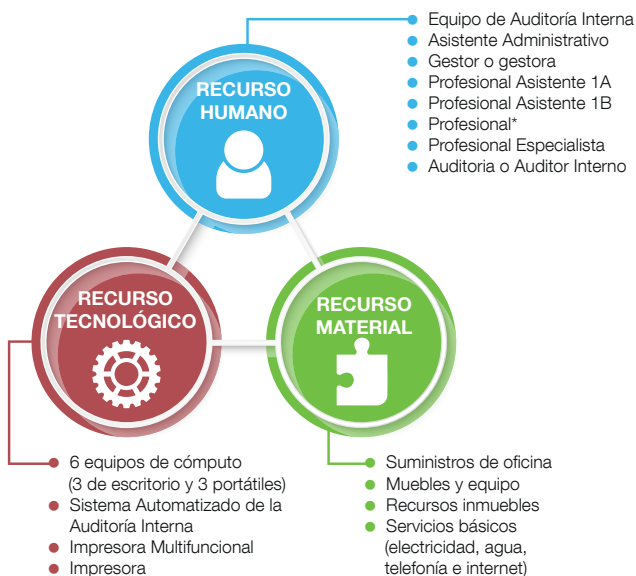 Equipo de Auditoría Interna
Asistente Administrativo
Gestor o gestora
Profesional Asistente 1A
Profesional Asistente 1B
Profesional*
Profesional Especialista
Auditoria o Auditor Interno
RECURSO
HUMANO
RECURSO
TECNOLÓGICO
RECURSO
MATERIAL
6 equipos de cómputo
(3 de escritorio y 3 portátiles)
Sistema Automatizado de la
Auditoría Interna
Impresora Multifuncional
Impresora
Suministros de oficina
Muebles y equipo
Recursos inmuebles
Servicios básicos
(electricidad, agua,
telefonía e internet)